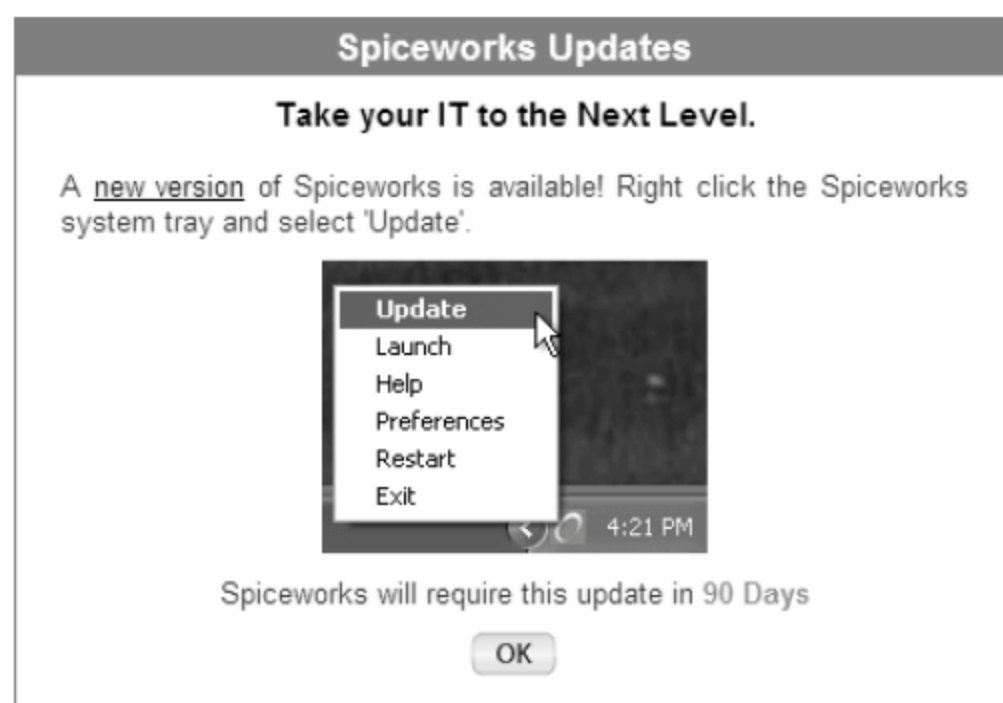 Spiceworks Updates
Take your IT to the Next Level.
A new version of Spiceworks is available! Right click the Spiceworks
system tray and select 'Update'.
Update
Launch
Help
Preferences
Restart
Exit
4:21 PM
Spiceworks will require this update in 90 Days
OK